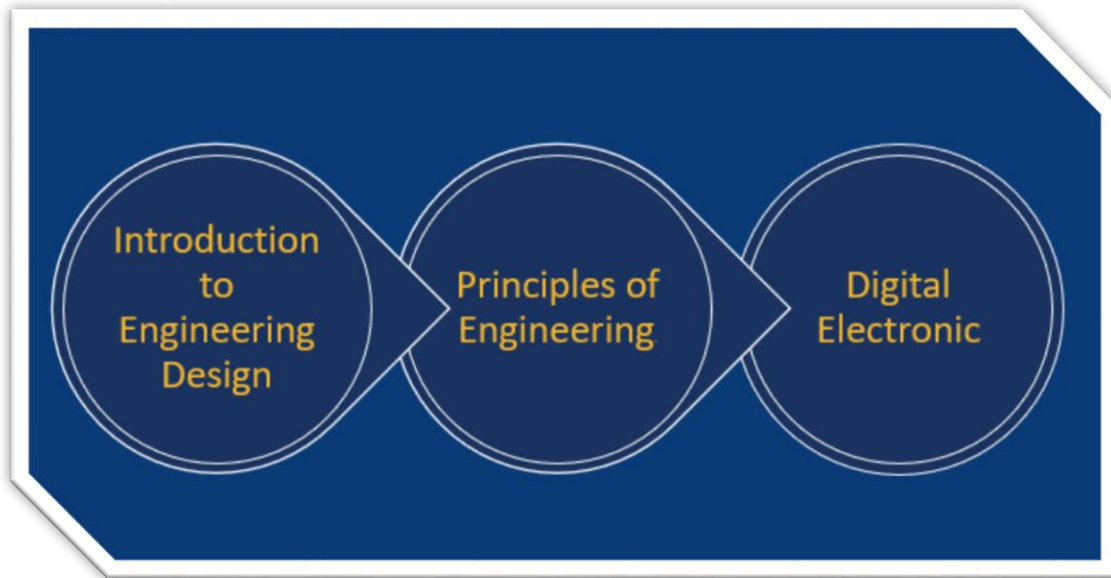 Introduction
to
Engineering
Design
Principles of
Engineering
Digital
Electronic